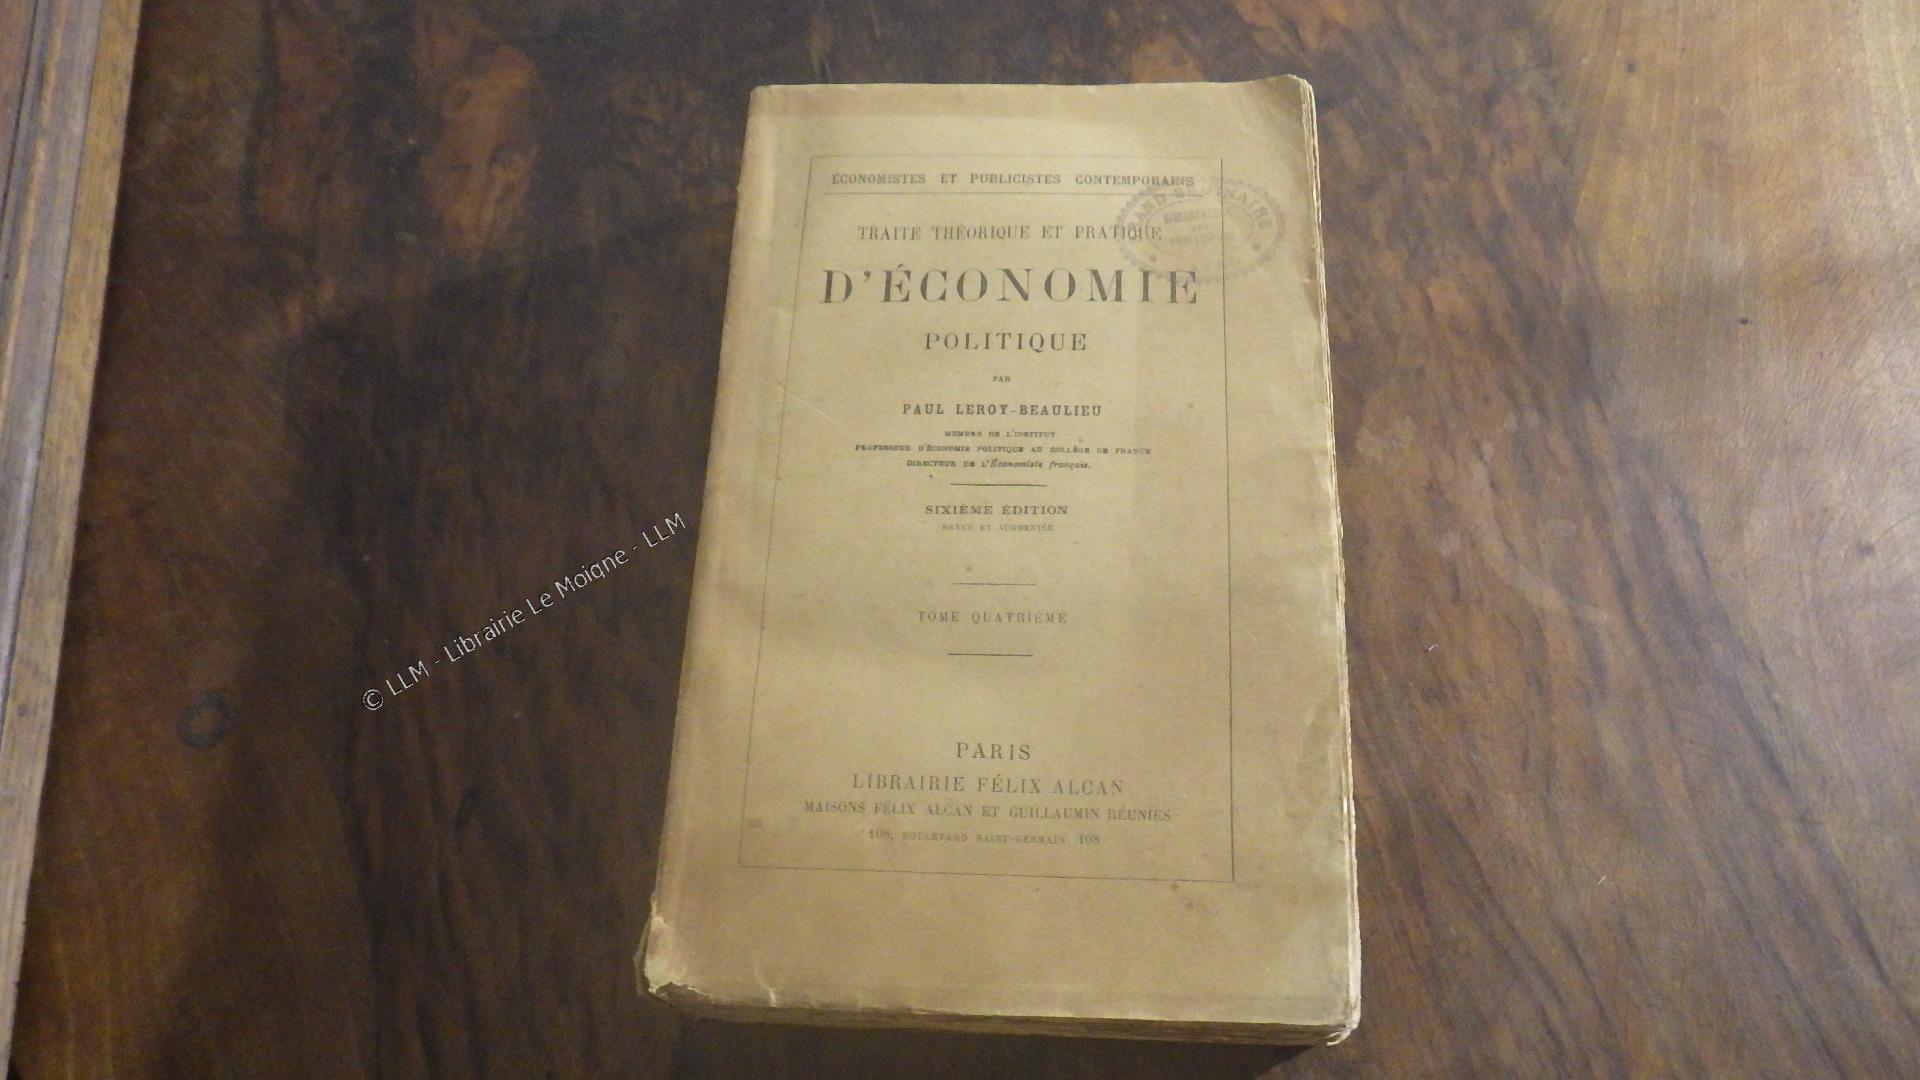 ÉCONOMISTES ET PUBLICISTES CONTEMPORAINS
TRAITÉ THÉORIQUE ET PRATIQUE
D'ÉCONOMIE
POLITIQUE
PAR
PAUL LEROY-BEAULIEU
MEMBRE DE L'INSTITUT
PROFESSEUR D'ÉCONOMIE POLITIQUE AU COLLÈGE DE FRANCE
DIRECTEUR DE L'Économiste français.
SIXIÈME ÉDITION
REVUE ET AUGMENTÉE
TOME QUATRIÈME
PARIS
LIBRAIRIE FÉLIX ALCAN
MAISONS FÉLIX ALCAN ET GUILLAUMIN RÉUNIES
108, BOULEVARD SAINT-GERMAIN, 108
GRAND SÉMINAIRE
© LLM - Librairie Le Moigne - LLM